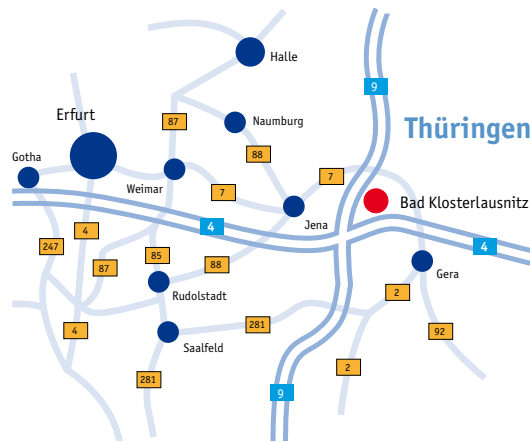 Halle
9
Erfurt
87
Naumburg
Thüringen
Gotha
88
Weimar
7
7
Bad Klosterlausnitz
Jena
4
4
4
247
85
88
87
Gera
Rudolstadt
2
4
281
92
Saalfeld
2
281
9